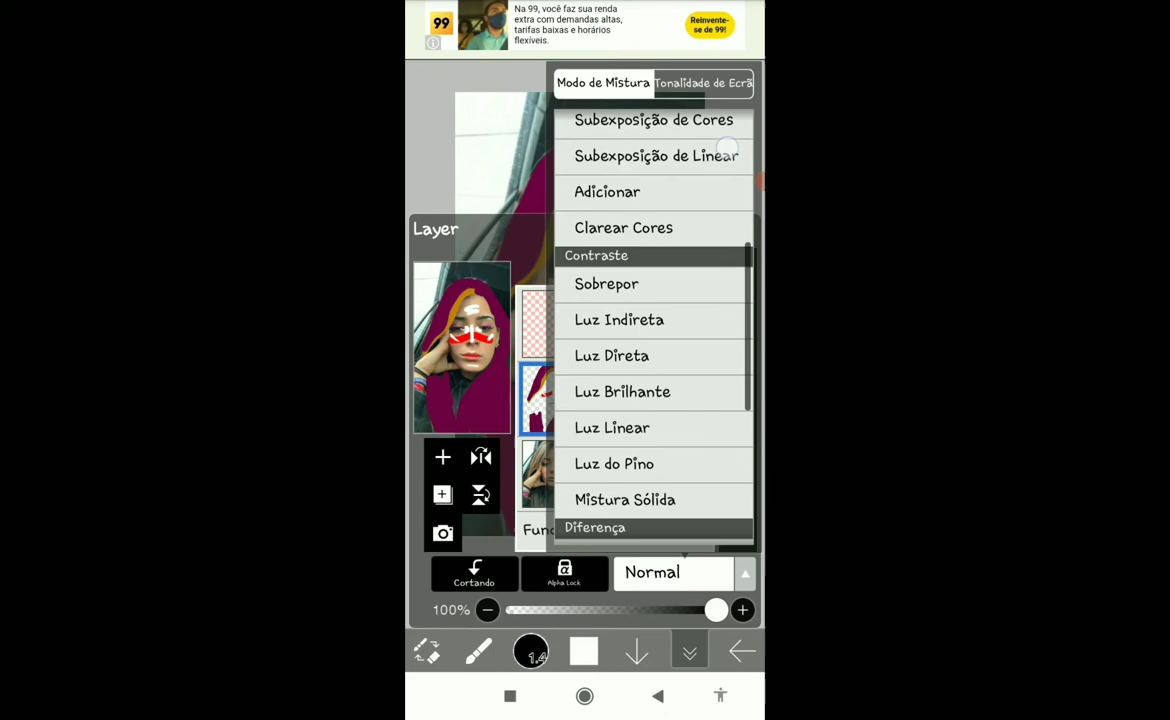 99
Na 99, você faz sua renda
extra com demandas altas,
tarifas baixas e horários
flexíveis.
Reinvente-
se de 99!
Modo de Mistura
Tonalidade de Ecrã
Subexposição de Cores
Subexposição de Linear
Adicionar
Clarear Cores
Contraste
Sobrepor
Luz Indireta
Luz Direta
Luz Brilhante
Luz Linear
Luz do Pino
Mistura Sólida
Diferença
Layer
Cortando
α
Alpha Lock
Normal
100%